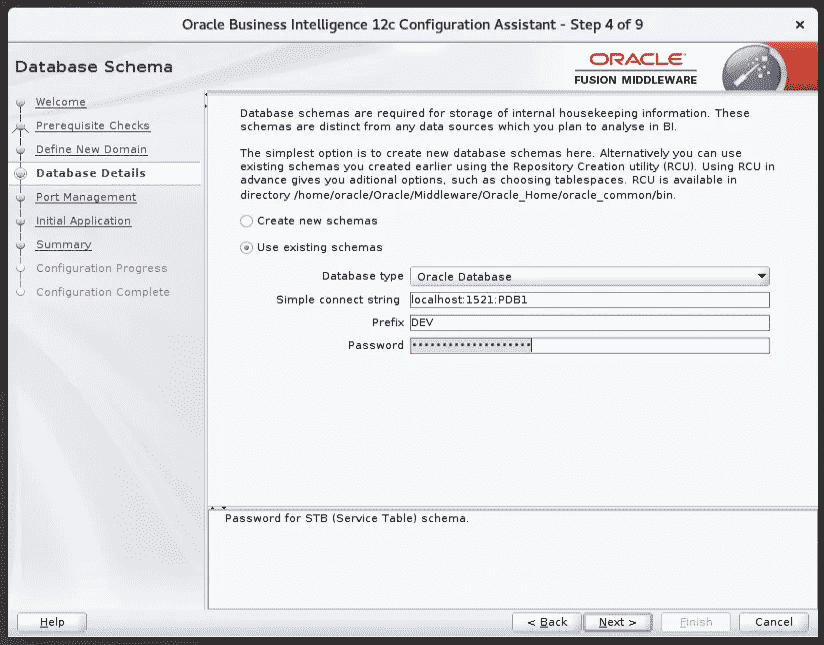 Oracle Business Intelligence 12c Configuration Assistant - Step 4 of 9
×
Database Schema
ORACLE
FUSION MIDDLEWARE
Welcome
Prerequisite Checks
Define New Domain
Database Details
Port Management
Initial Application
Summary
Configuration Progress
Configuration Complete
Database schemas are required for storage of internal housekeeping information. These
schemas are distinct from any data sources which you plan to analyse in BI.
The simplest option is to create new database schemas here. Alternatively you can use
existing schemas you created earlier using the Repository Creation utility (RCU). Using RCU in
advance gives you aditional options, such as choosing tablespaces. RCU is available in
directory /home/oracle/Oracle/Middleware/Oracle_Home/oracle_common/bin.
Create new schemas
Use existing schemas
Database type Oracle Database
Simple connect string localhost:1521:PDB1
Prefix DEV
Password ••••••••••••••••••••
Password for STB (Service Table) schema.
Help < Back Next > Finish Cancel